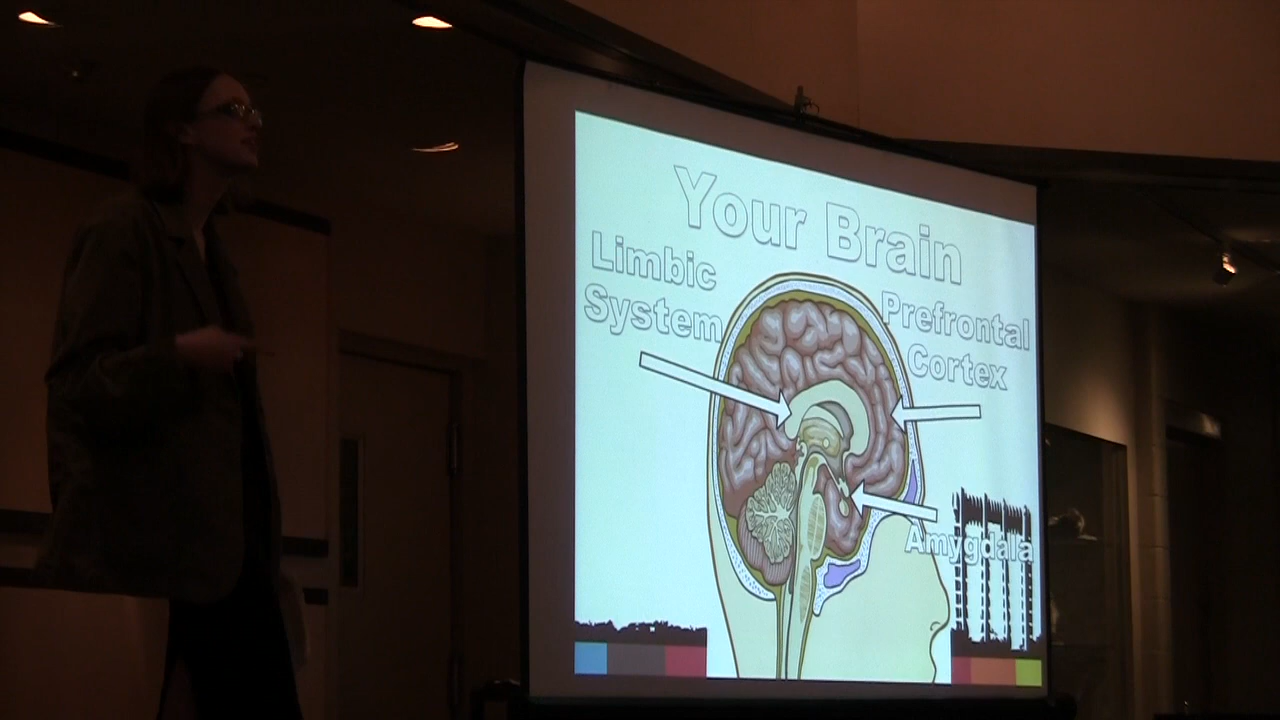 Your Brain
Limbic
System
Prefrontal
Cortex
Amygdala